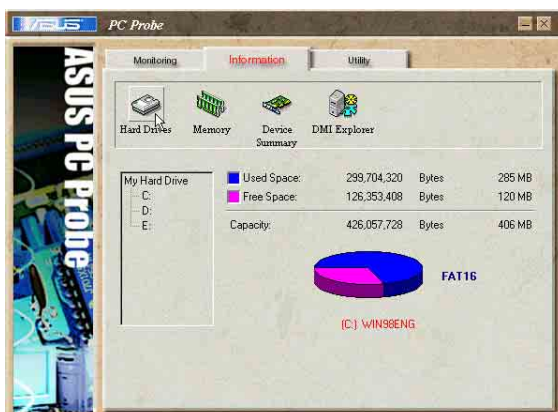 ASUS PC Probe
Monitoring Information Utility
Hard Drives Memory Device Summary DMI Explorer
ASUS PC Probe
My Hard Drive
C:
D:
E:
Used Space: 299,704,320 Bytes 285 MB
Free Space: 126,353,408 Bytes 120 MB
Capacity: 426,057,728 Bytes 406 MB
FAT16
(C:) WIN98ENG